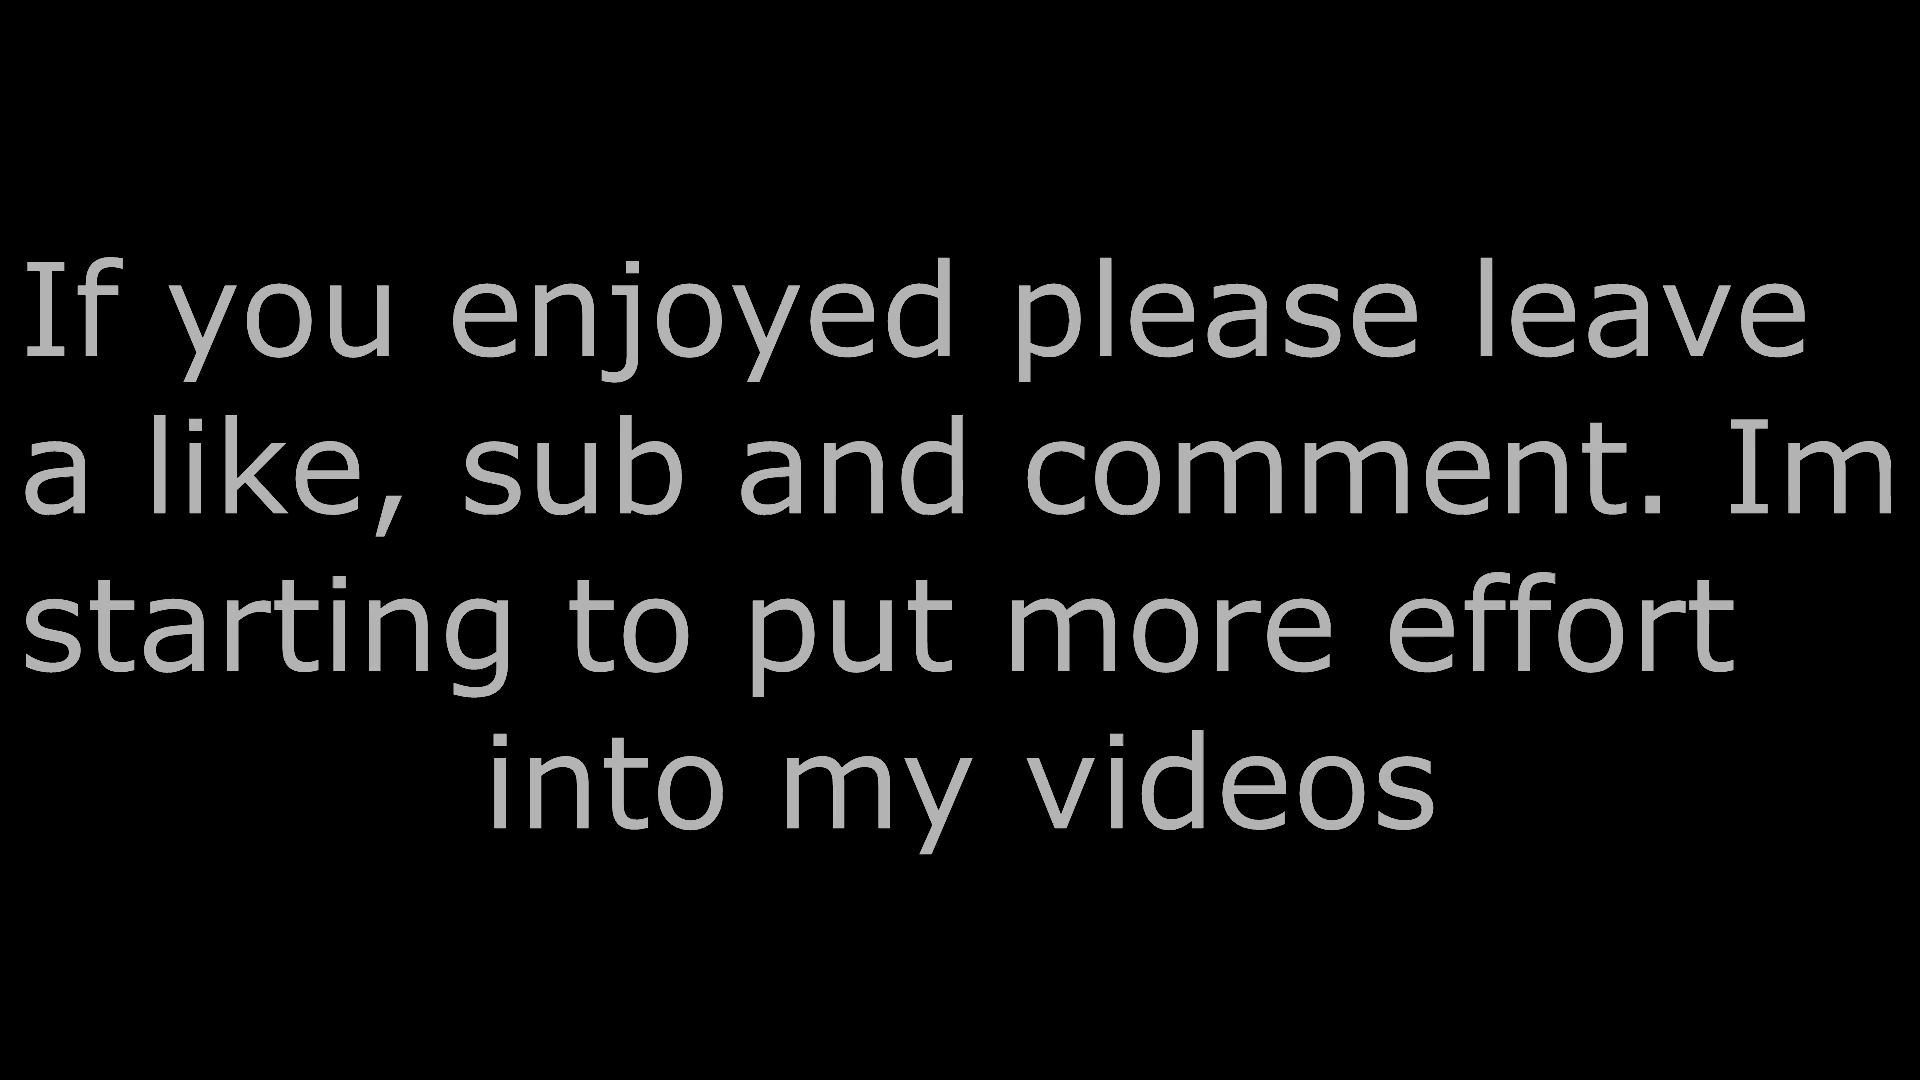 If you enjoyed please leave
a like, sub and comment. Im
starting to put more effort
into my videos